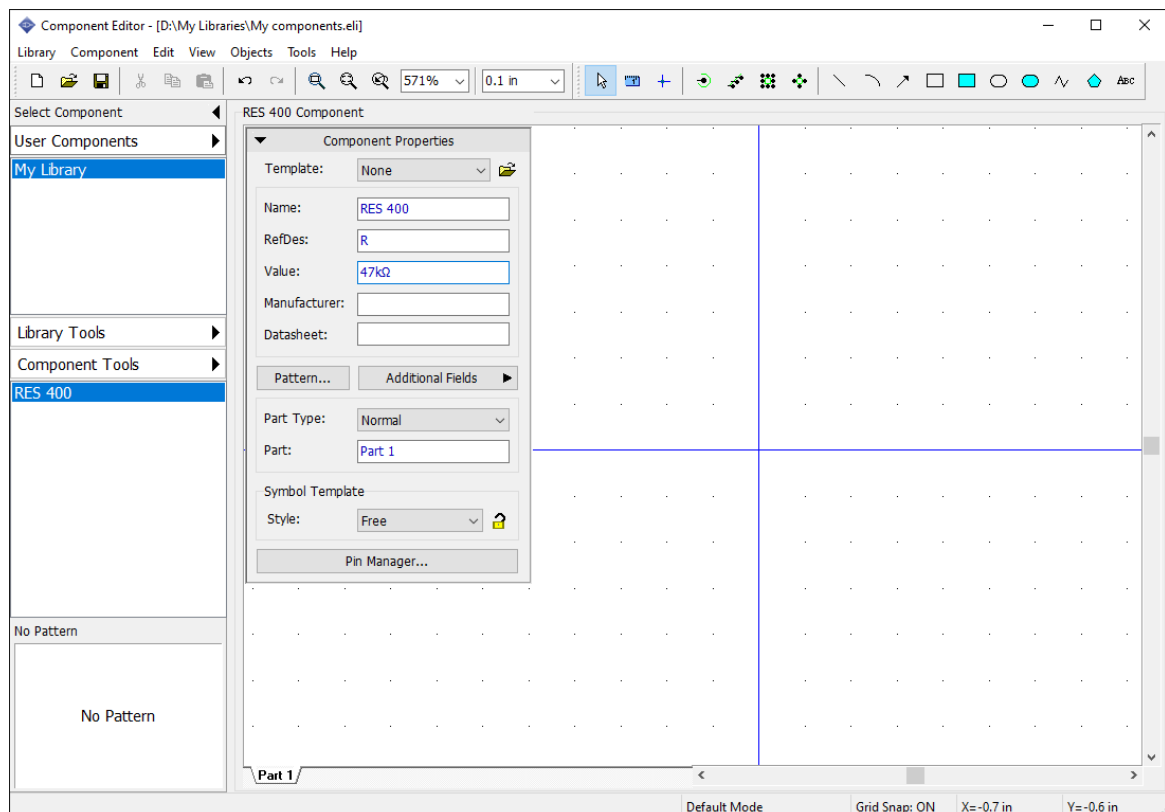 Component Editor - [D:\My Libraries\My components.eli]
Library Component Edit View Objects Tools Help
571% 0.1 in ABC
Select Component
User Components
My Library
Library Tools
Component Tools
RES 400
No Pattern
No Pattern
RES 400 Component
Component Properties
Template: None
Name: RES 400
RefDes: R
Value: 47kΩ
Manufacturer:
Datasheet:
Pattern... Additional Fields
Part Type: Normal
Part: Part 1
Symbol Template
Style: Free
Pin Manager...
Part 1
Default Mode Grid Snap: ON X=-0.7 in Y=-0.6 in